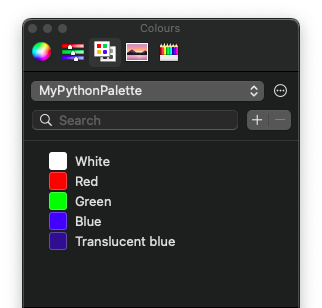 Colours
MyPythonPalette
Search
White
Red
Green
Blue
Translucent blue